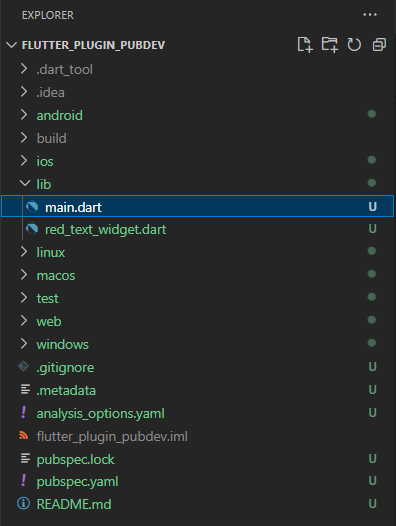 EXPLORER
FLUTTER_PLUGIN_PUBDEV
.dart_tool
.idea
android
build
ios
lib
main.dart U
red_text_widget.dart U
linux
macos
test
web
windows
.gitignore U
.metadata U
analysis_options.yaml U
flutter_plugin_pubdev.iml
pubspec.lock U
pubspec.yaml U
README.md U